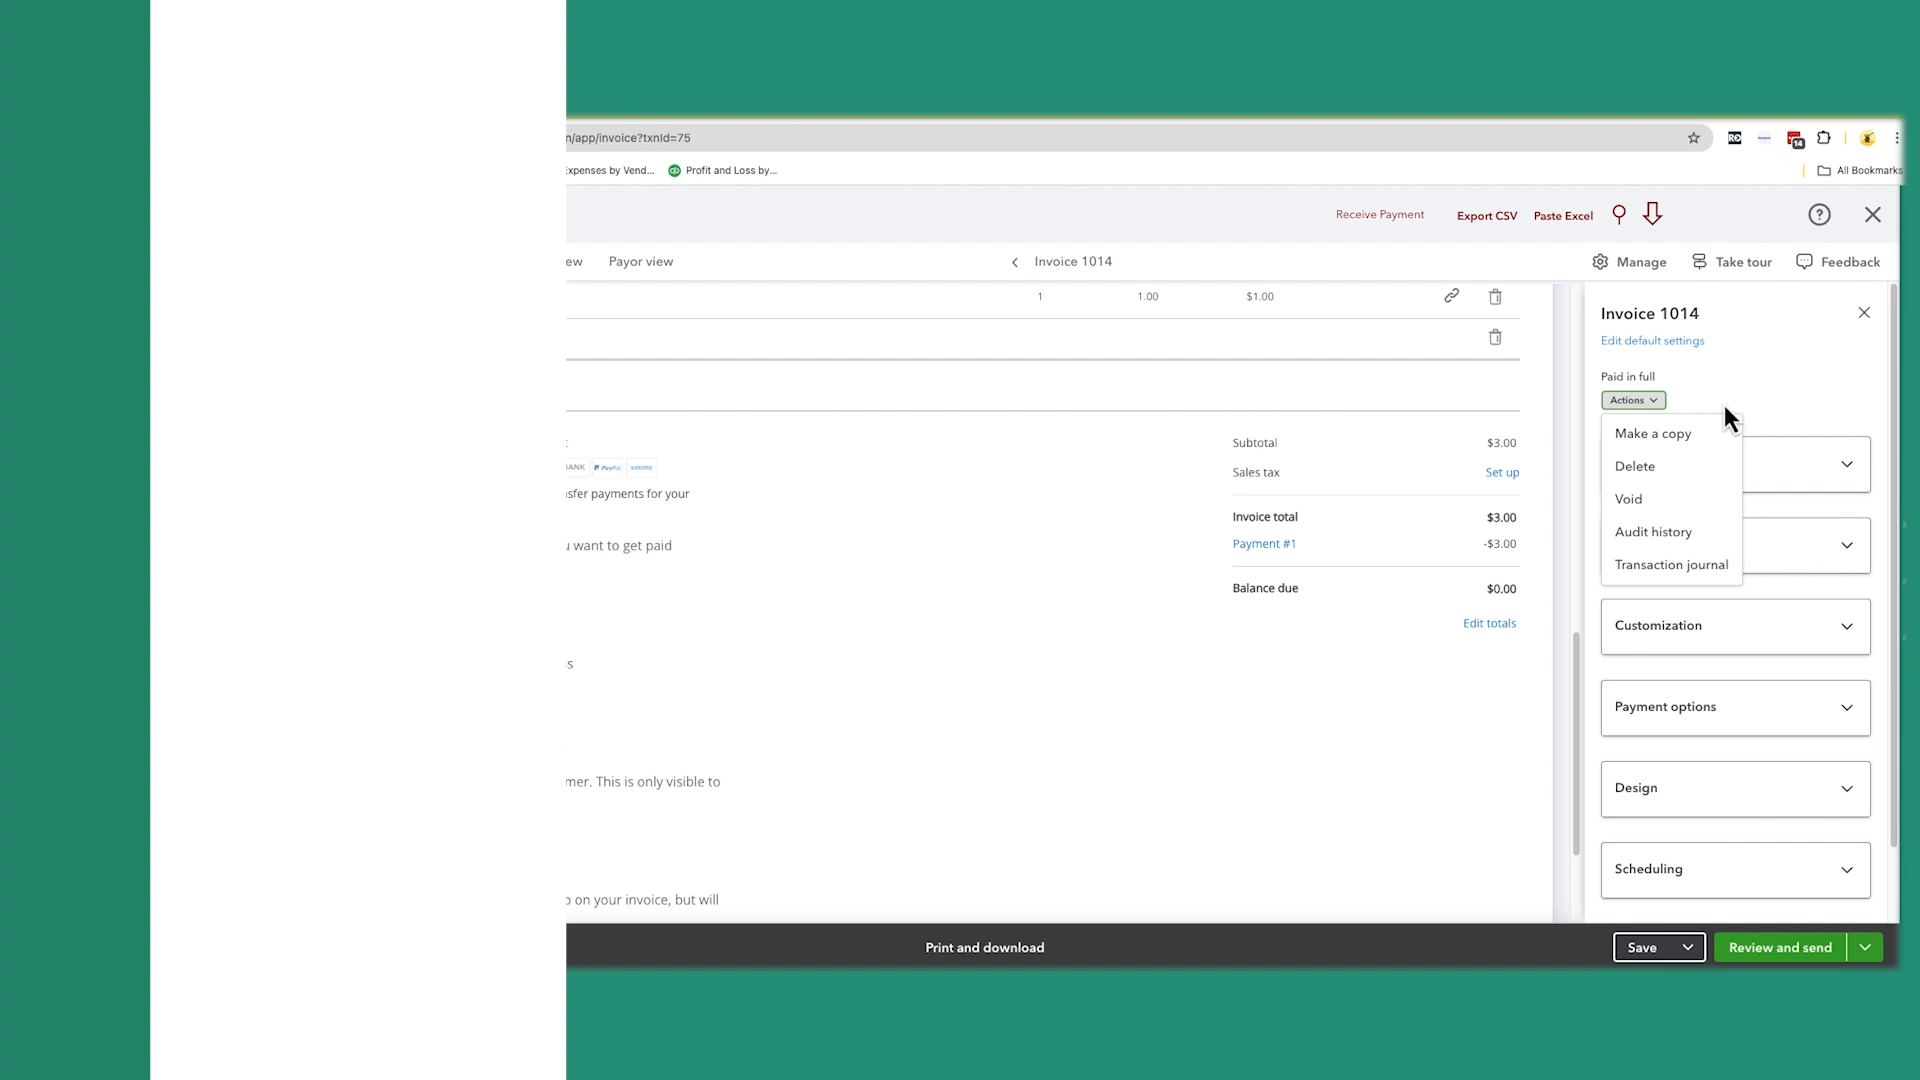 /app/invoice?txnId=75
14
Expenses by Vend...
Profit and Loss by...
All Bookmarks
Receive Payment
Export CSV
Paste Excel
Payor view
Invoice 1014
Manage
Take tour
Feedback
1
1.00
$1.00
Invoice 1014
Edit default settings
Paid in full
Actions
Make a copy
Delete
Void
Audit history
Transaction journal
Subtotal
$3.00
BANK
PayPal
venmo
Sales tax
Set up
payments for your
Invoice total
$3.00
want to get paid
Payment #1
-$3.00
Balance due
$0.00
Edit totals
Customization
Payment options
Design
This is only visible to
Scheduling
on your invoice, but will
Print and download
Save
Review and send